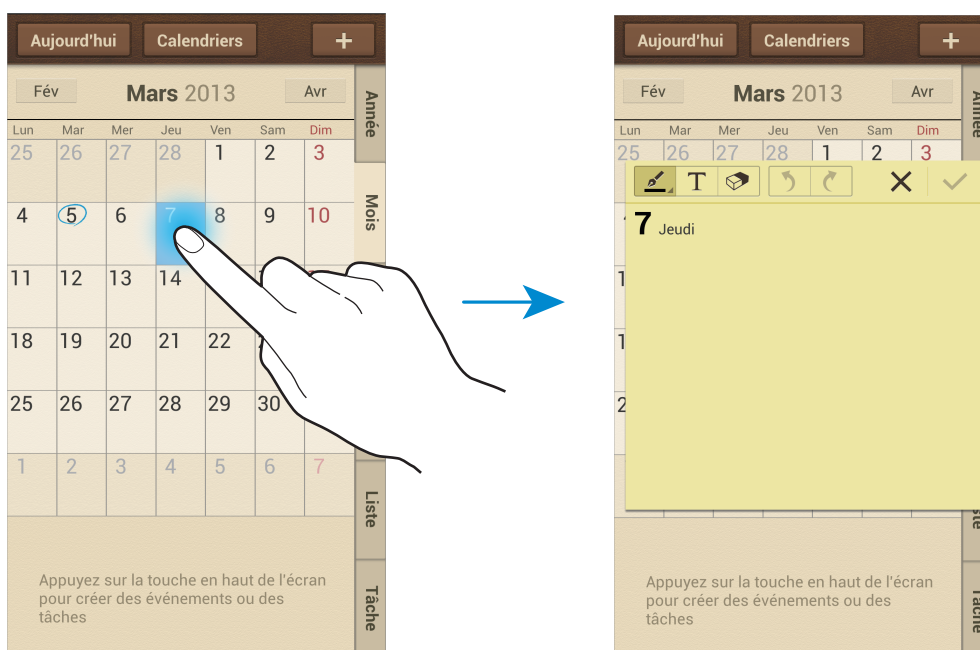 Aujourd'hui Calendriers +
Fév Mars 2013 Avr
Lun Mar Mer Jeu Ven Sam Dim
25 26 27 28 1 2 3
4 5 6 7 8 9 10
11 12 13 14
18 19 20 21 22
25 26 27 28 29 30
1 2 3 4 5 6 7
Année
Mois
Liste
Tâche
Appuyez sur la touche en haut de l'écran
pour créer des événements ou des
tâches
Aujourd'hui Calendriers +
Fév Mars 2013 Avr
Lun Mar Mer Jeu Ven Sam Dim
25 26 27 28 1 2 3
T
7 Jeudi
Année
Tâche
Appuyez sur la touche en haut de l'écran
pour créer des événements ou des
tâches